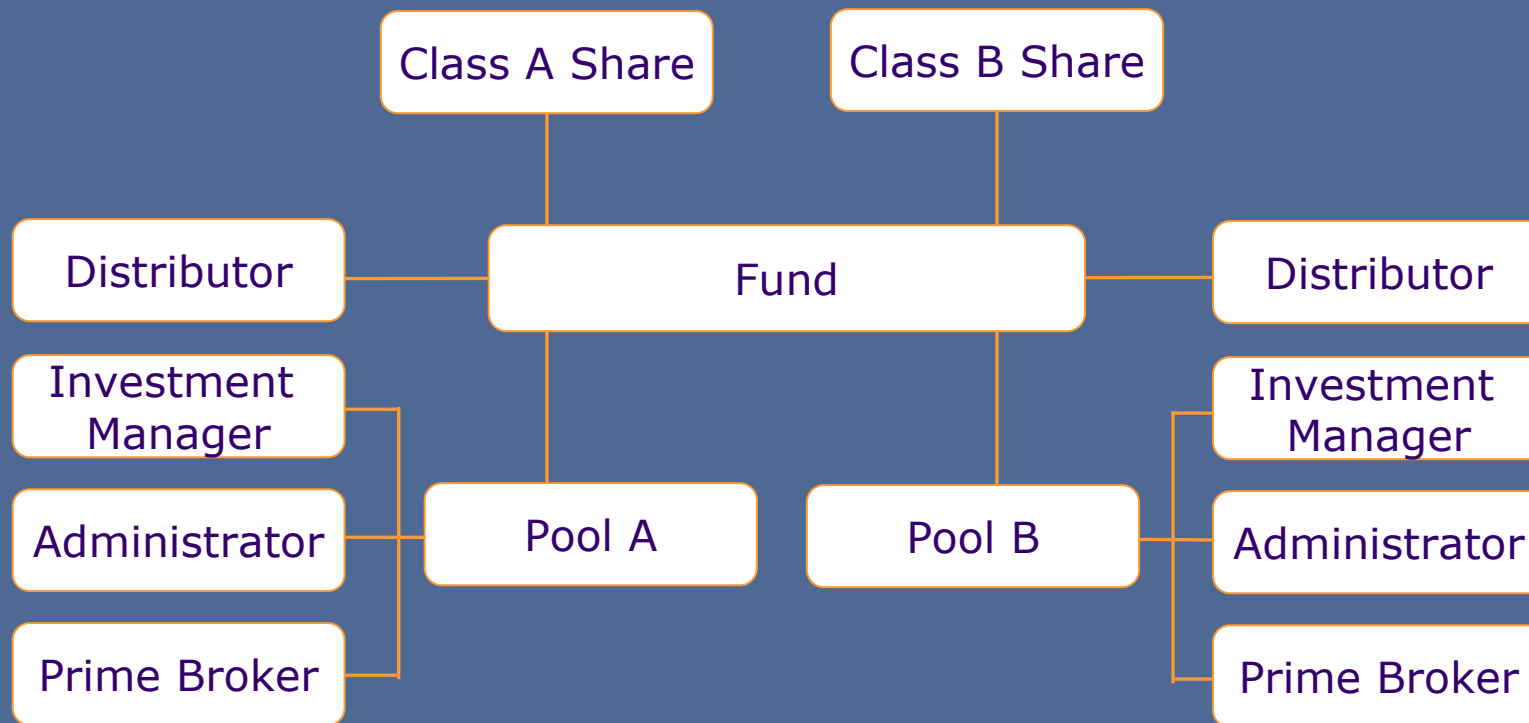 Class A Share
Class B Share
Distributor
Fund
Distributor
Investment
Manager
Investment
Manager
Administrator
Pool A
Pool B
Administrator
Prime Broker
Prime Broker